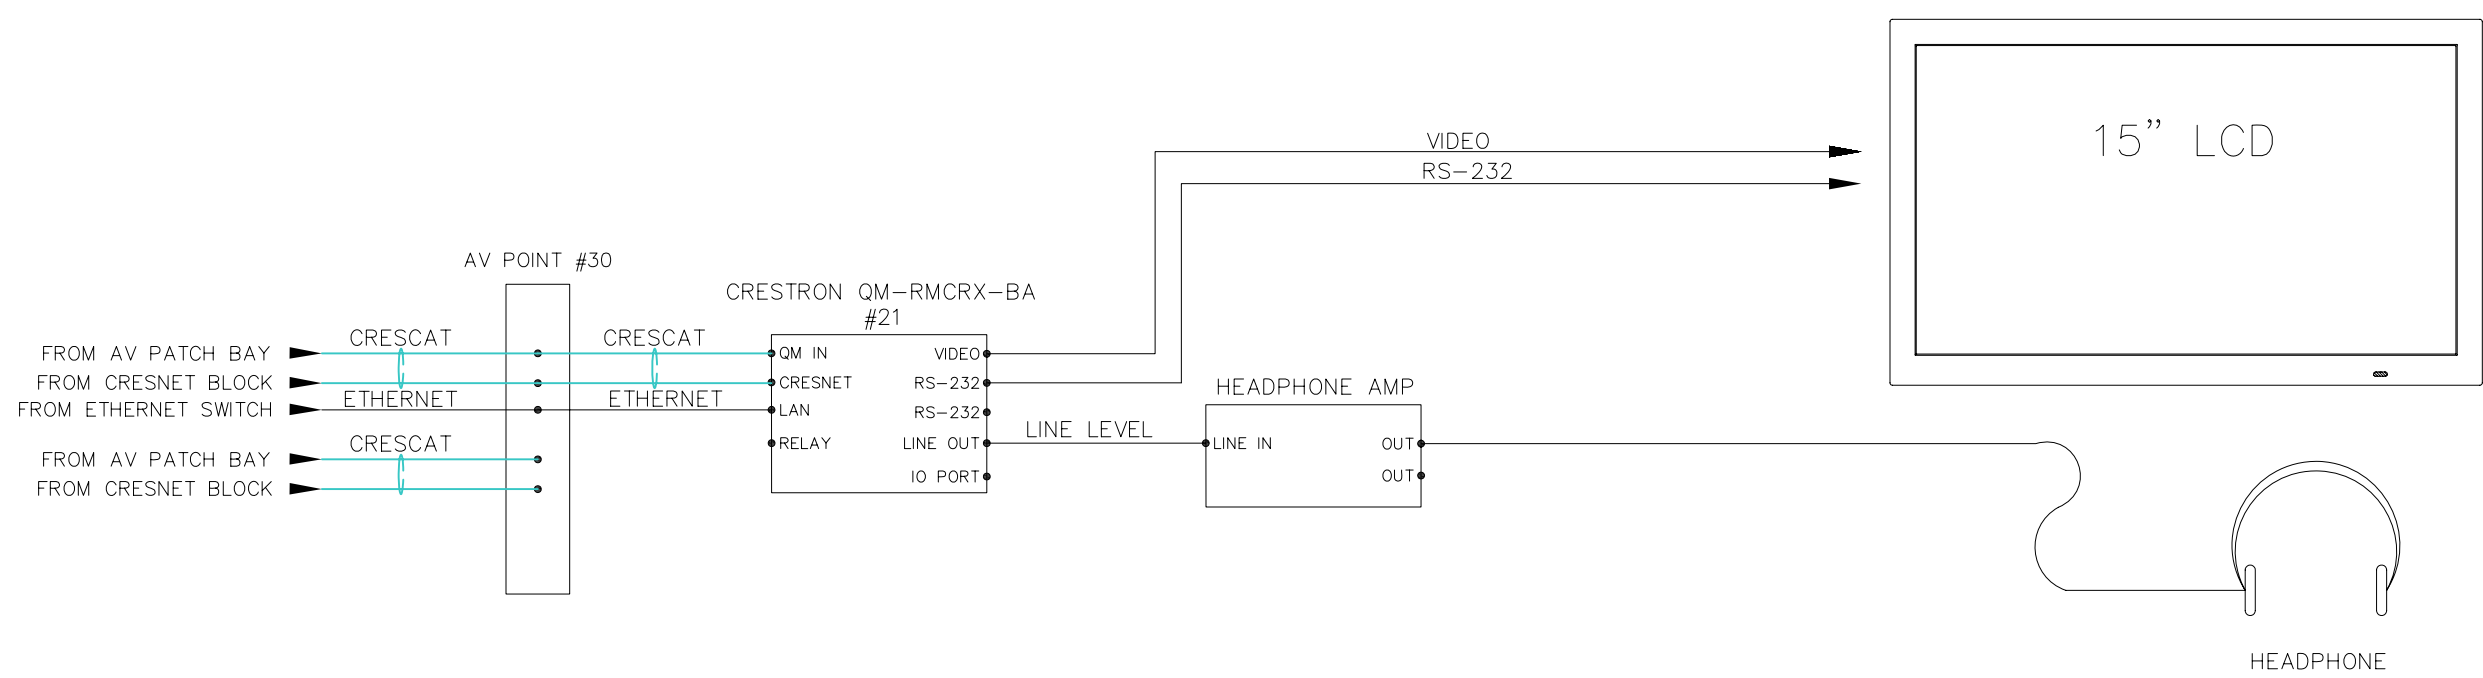 15” LCD
VIDEO
RS-232
AV POINT #30
CRESTRON QM-RMCRX-BA
#21
FROM AV PATCH BAY
FROM CRESNET BLOCK
FROM ETHERNET SWITCH
FROM AV PATCH BAY
FROM CRESNET BLOCK
CRESCAT
ETHERNET
CRESCAT
CRESCAT
ETHERNET
QM IN
CRESNET
LAN
RELAY
VIDEO
RS-232
RS-232
LINE OUT
IO PORT
LINE LEVEL
HEADPHONE AMP
LINE IN
OUT
OUT
HEADPHONE